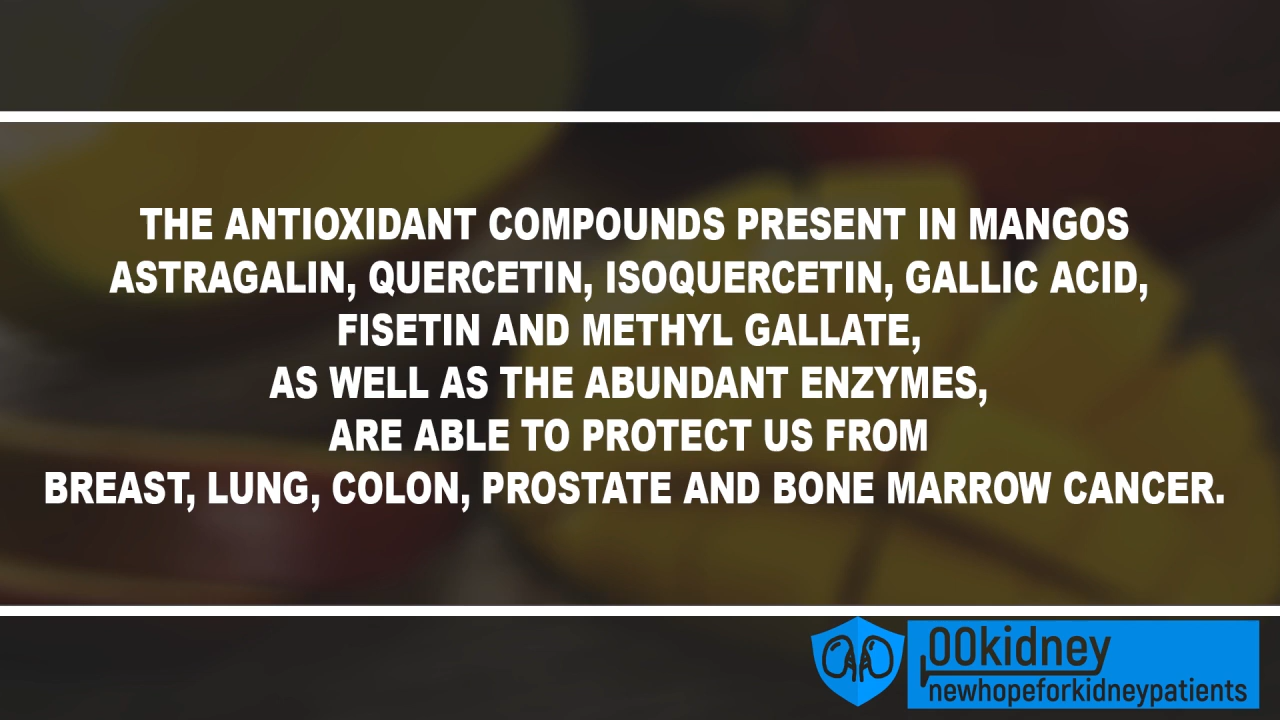 THE ANTIOXIDANT COMPOUNDS PRESENT IN MANGOS
ASTRAGALIN, QUERCETIN, ISOQUERCETIN, GALLIC ACID,
FISETIN AND METHYL GALLATE,
AS WELL AS THE ABUNDANT ENZYMES,
ARE ABLE TO PROTECT US FROM
BREAST, LUNG, COLON, PROSTATE AND BONE MARROW CANCER.
00kidney
newhopeforkidneypatients